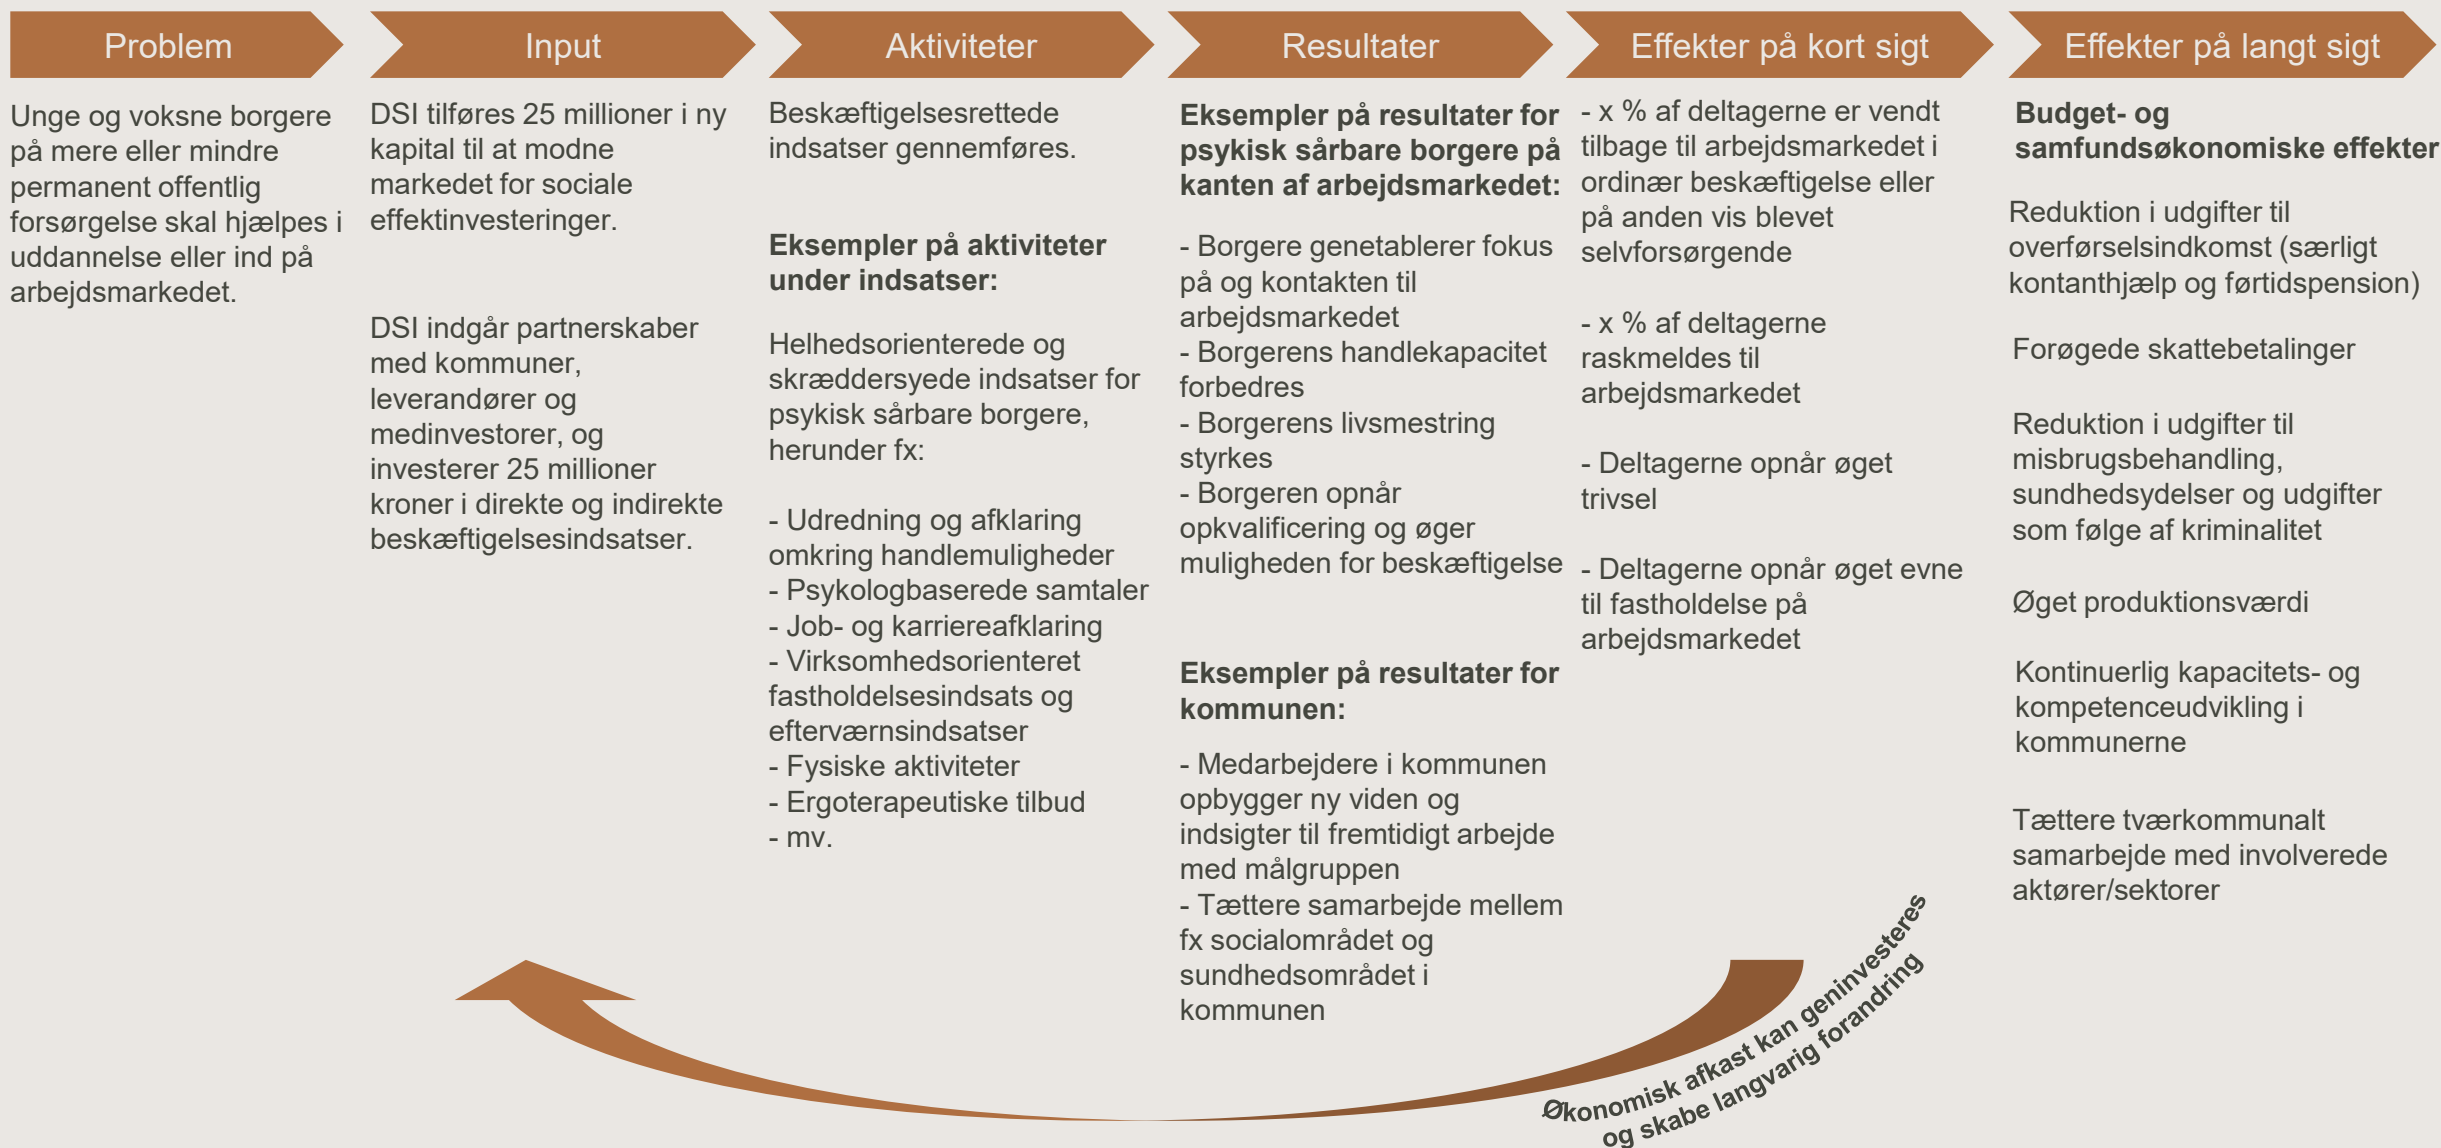 Problem
Input
Aktiviteter
Resultater
Effekter på kort sigt
Effekter på langt sigt
Unge og voksne borgere
på mere eller mindre
permanent offentlig
forsørgelse skal hjælpes i
uddannelse eller ind på
arbejdsmarkedet.
DSI tilføres 25 millioner i ny
kapital til at modne
markedet for sociale
effektinvesteringer.
DSI indgår partnerskaber
med kommuner,
leverandører og
medinvestorer, og
investerer 25 millioner
kroner i direkte og indirekte
beskæftigelsesindsatser.
Beskæftigelsesrettede
indsatser gennemføres.
Eksempler på aktiviteter
under indsatser:
Helhedsorienterede og
skræddersyede indsatser for
psykisk sårbare borgere,
herunder fx:
- Udredning og afklaring
omkring handlemuligheder
- Psykologbaserede samtaler
- Job- og karriereafklaring
- Virksomhedsorienteret
fastholdelsesindsats og
efterværnsindsatser
- Fysiske aktiviteter
- Ergoterapeutiske tilbud
- mv.
Eksempler på resultater for
psykisk sårbare borgere på
kanten af arbejdsmarkedet:
- Borgere genetablerer fokus
på og kontakten til
arbejdsmarkedet
- Borgerens handlekapacitet
forbedres
- Borgerens livsmestring
styrkes
- Borgeren opnår
opkvalificering og øger
muligheden for beskæftigelse
Eksempler på resultater for
kommunen:
- Medarbejdere i kommunen
opbygger ny viden og
indsigter til fremtidigt arbejde
med målgruppen
- Tættere samarbejde mellem
fx socialområdet og
sundhedsområdet i
kommunen
- x % af deltagerne er vendt
tilbage til arbejdsmarkedet i
ordinær beskæftigelse eller
på anden vis blevet
selvforsørgende
- x % af deltagerne
raskmeldes til
arbejdsmarkedet
- Deltagerne opnår øget
trivsel
- Deltagerne opnår øget evne
til fastholdelse på
arbejdsmarkedet
Budget- og
samfundsøkonomiske effekter
Reduktion i udgifter til
overførselsindkomst (særligt
kontanthjælp og førtidspension)
Forøgede skattebetalinger
Reduktion i udgifter til
misbrugsbehandling,
sundhedsydelser og udgifter
som følge af kriminalitet
Øget produktionsværdi
Kontinuerlig kapacitets- og
kompetenceudvikling i
kommunerne
Tættere tværkommunalt
samarbejde med involverede
aktører/sektorer
Økonomisk afkast kan geninvesteres
og skabe langvarig forandring